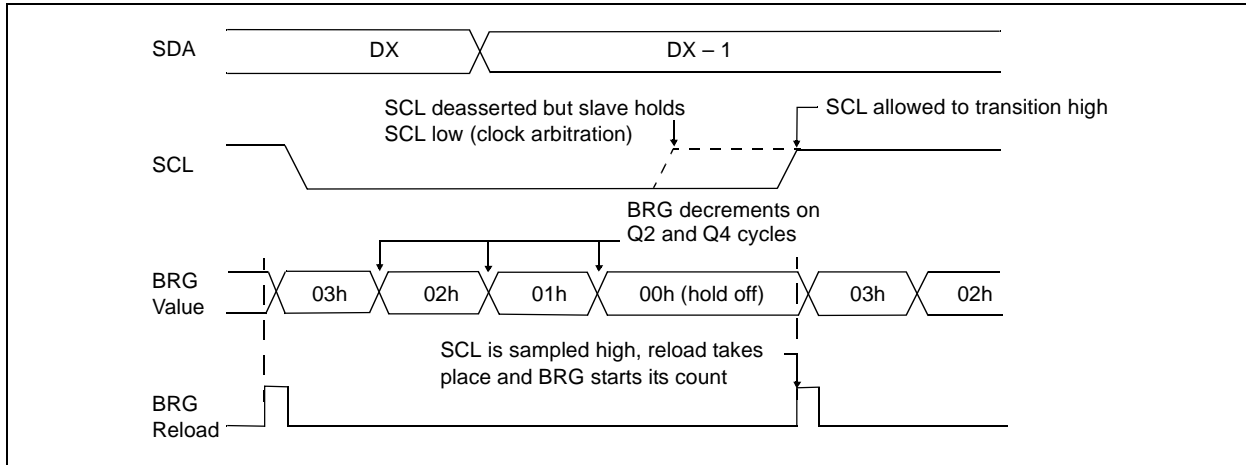 SDA
DX
DX – 1
SCL deasserted but slave holds
SCL low (clock arbitration)
SCL allowed to transition high
SCL
BRG decrements on
Q2 and Q4 cycles
BRG
Value
03h
02h
01h
00h (hold off)
03h
02h
SCL is sampled high, reload takes
place and BRG starts its count
BRG
Reload